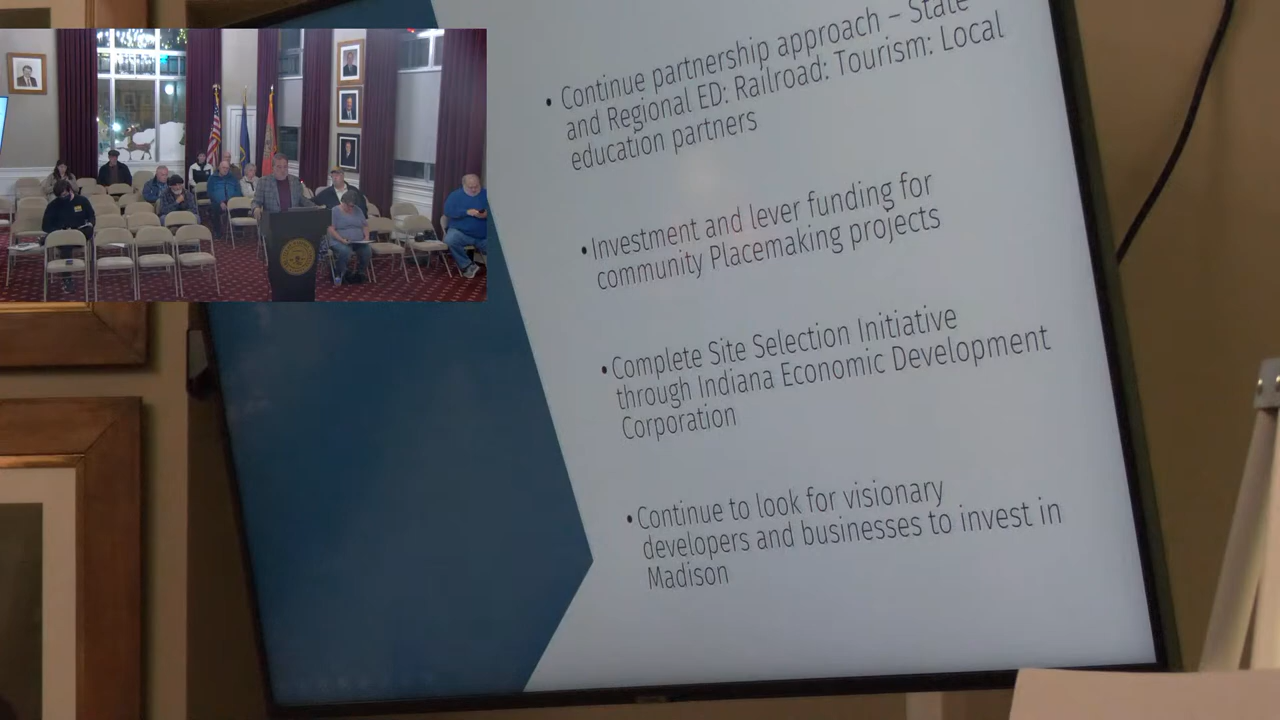 • Continue partnership approach – State
and Regional ED: Railroad: Tourism: Local
education partners
• Investment and lever funding for
community Placemaking projects
• Complete Site Selection Initiative
through Indiana Economic Development
Corporation
• Continue to look for visionary
developers and businesses to invest in
Madison